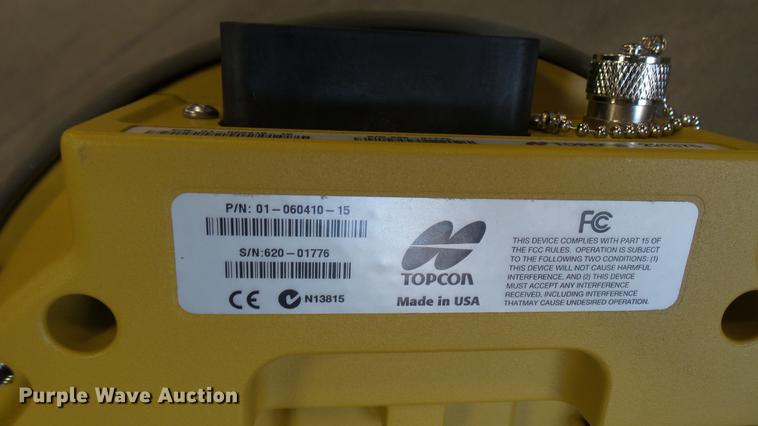 TOPCON
P/N: 01-060410-15
S/N:620-01776
CE N13815
TOPCON
Made in USA
FC
THIS DEVICE COMPLIES WITH PART 15 OF
THE FCC RULES. OPERATION IS SUBJECT
TO THE FOLLOWING TWO CONDITIONS: (1)
THIS DEVICE WILL NOT CAUSE HARMFUL
INTERFERENCE, AND (2) THIS DEVICE
MUST ACCEPT ANY INTERFERENCE
RECEIVED, INCLUDING INTERFERENCE
THATMAY CAUSE UNDESIRED OPERATION.
Purple Wave Auction